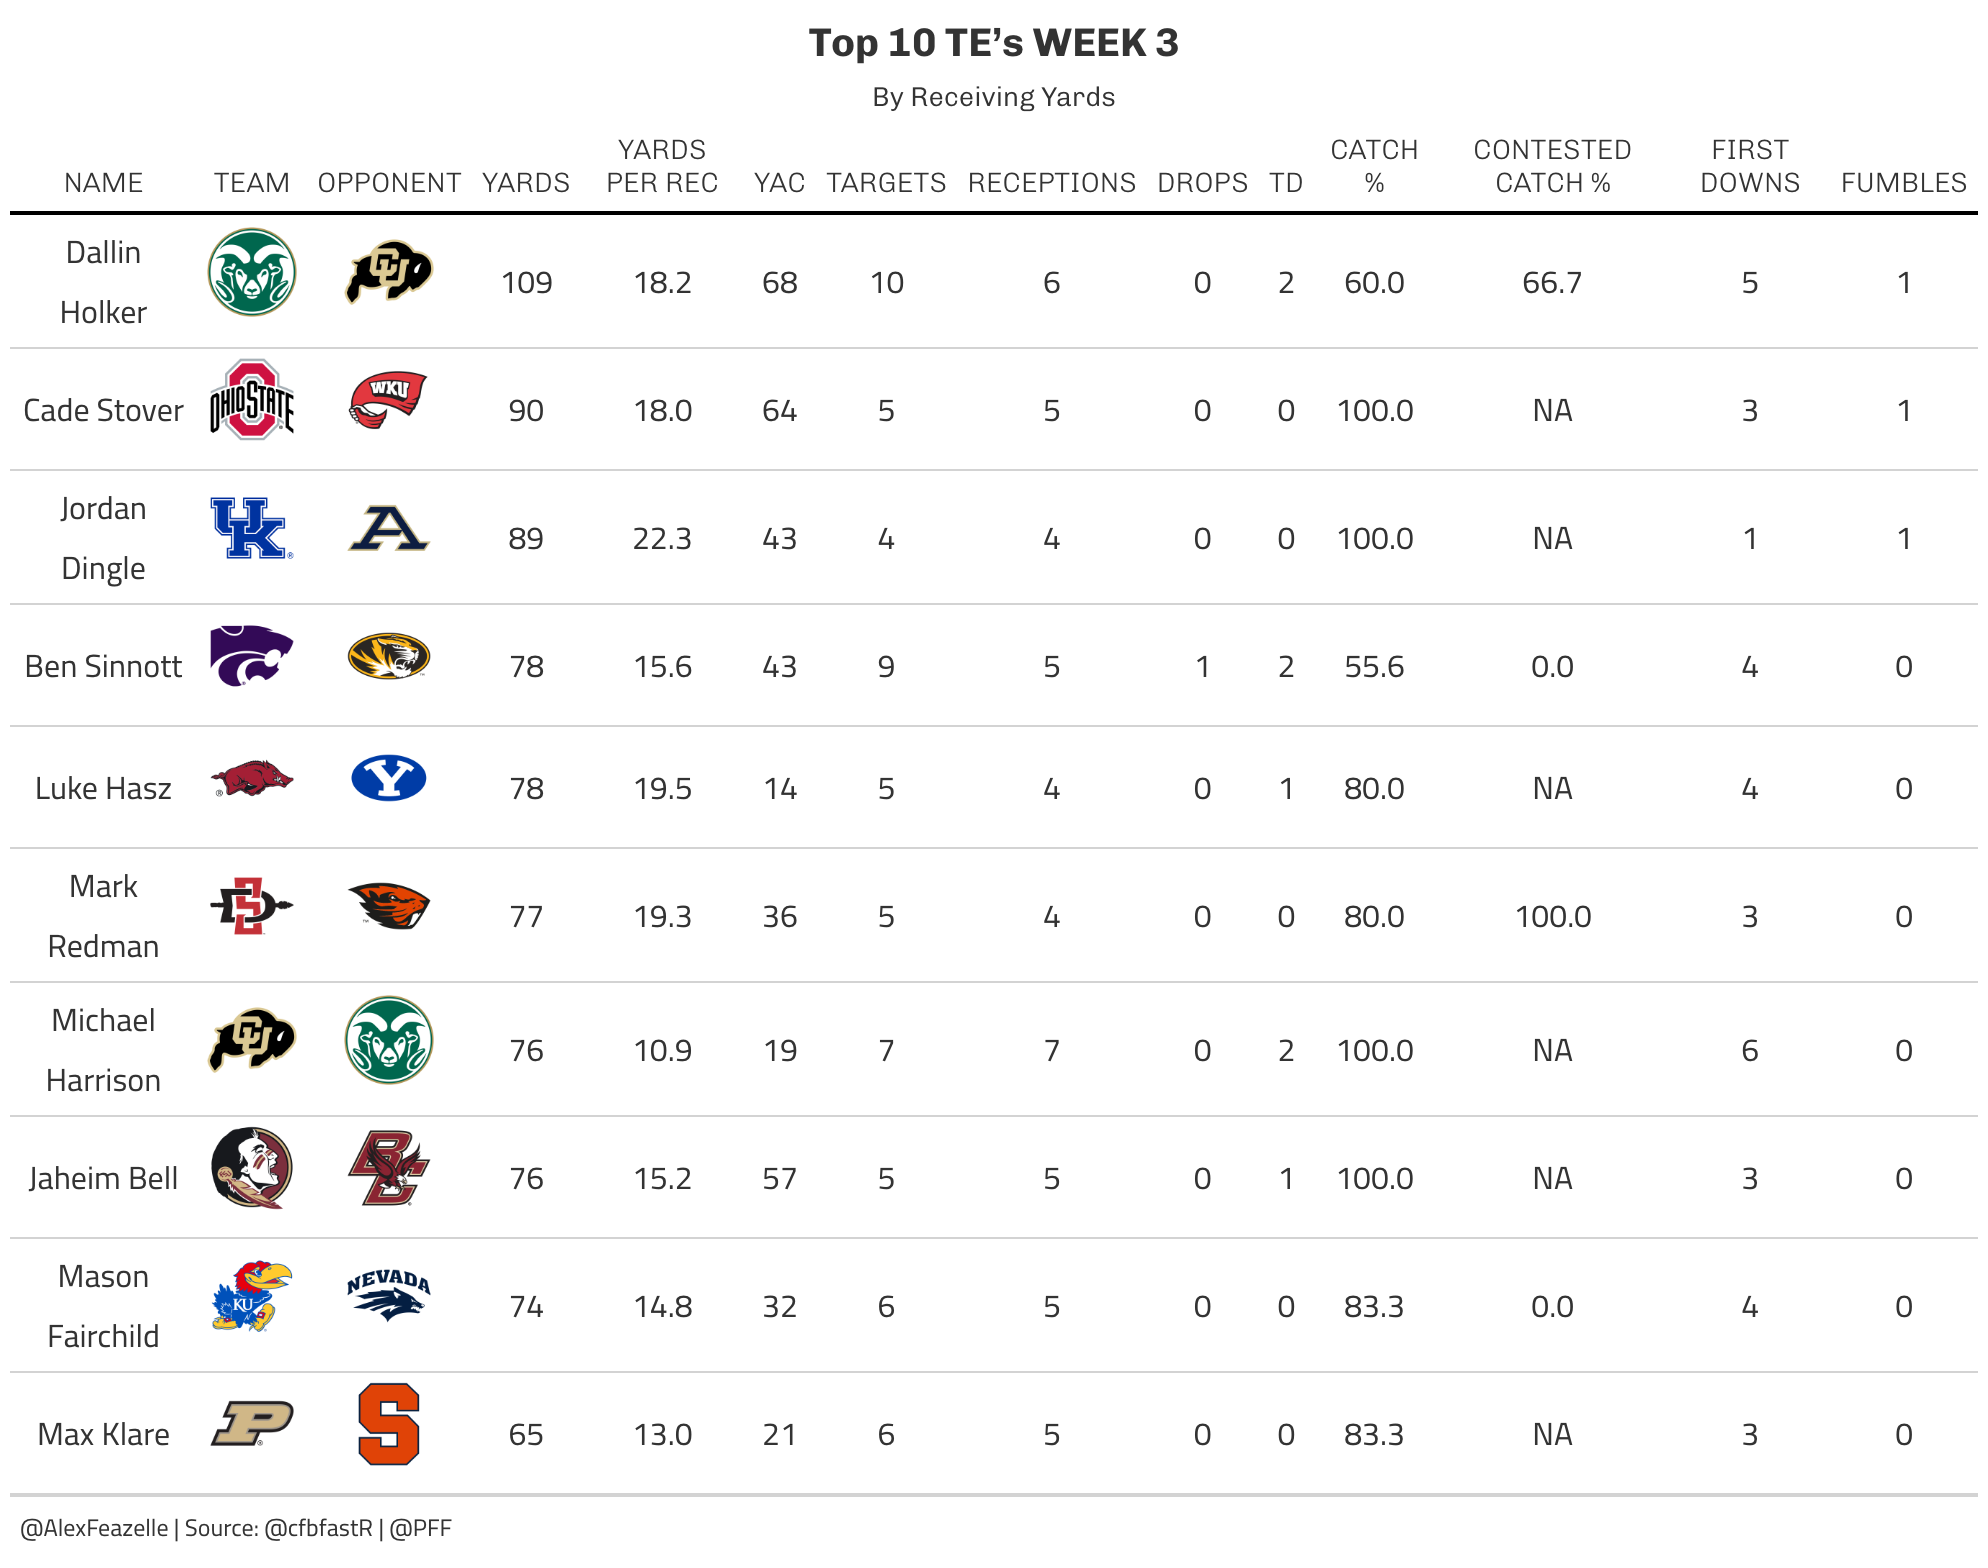 Top 10 TE’s WEEK 3
By Receiving Yards
NAME TEAM OPPONENT YARDS YARDS PER REC YAC TARGETS RECEPTIONS DROPS TD CATCH % CONTESTED CATCH % FIRST DOWNS FUMBLES
Dallin Holker CU 109 18.2 68 10 6 0 2 60.0 66.7 5 1
Cade Stover OHIO STATE WKU 90 18.0 64 5 5 0 0 100.0 NA 3 1
Jordan Dingle UK A 89 22.3 43 4 4 0 0 100.0 NA 1 1
Ben Sinnott 78 15.6 43 9 5 1 2 55.6 0.0 4 0
Luke Hasz Y 78 19.5 14 5 4 0 1 80.0 NA 4 0
Mark Redman SD 77 19.3 36 5 4 0 0 80.0 100.0 3 0
Michael Harrison CU 76 10.9 19 7 7 0 2 100.0 NA 6 0
Jaheim Bell BC 76 15.2 57 5 5 0 1 100.0 NA 3 0
Mason Fairchild KU NEVADA 74 14.8 32 6 5 0 0 83.3 0.0 4 0
Max Klare P S 65 13.0 21 6 5 0 0 83.3 NA 3 0
@AlexFeazelle | Source: @cfbfastR | @PFF